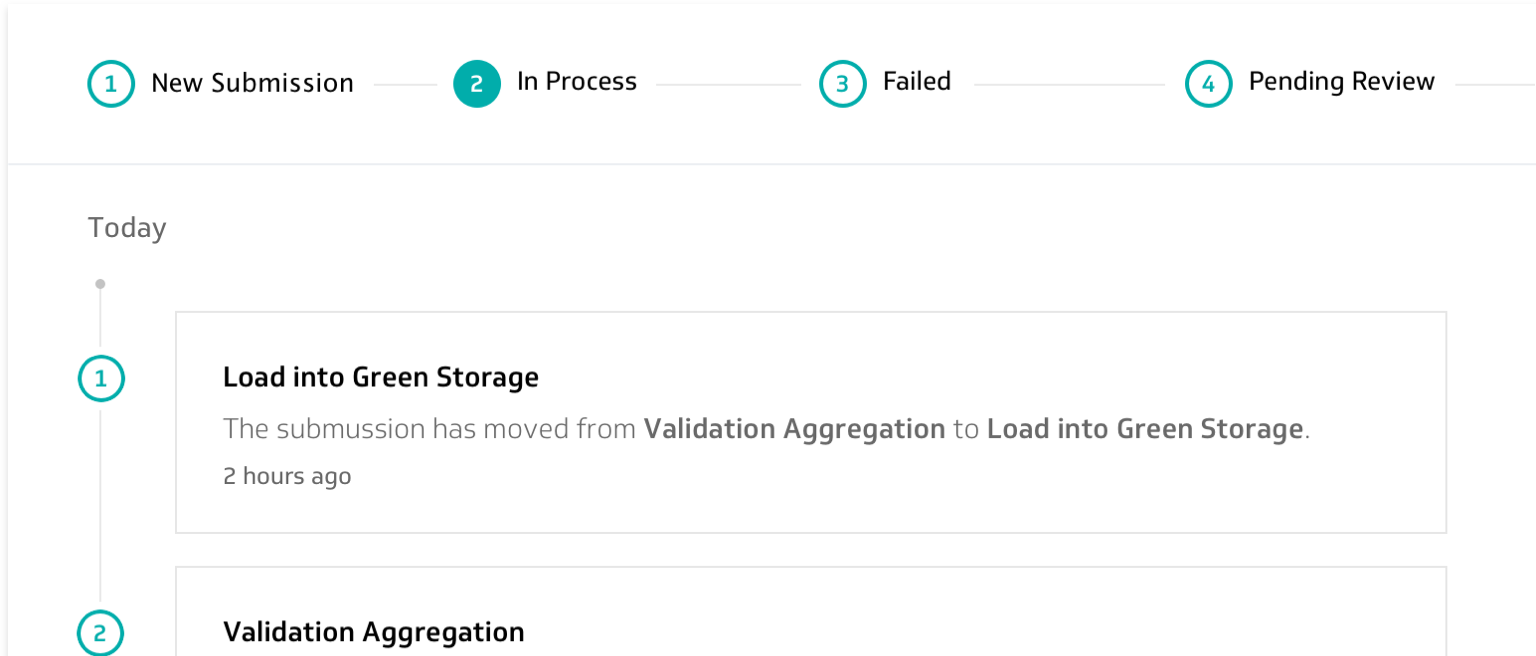 1 New Submission 2 In Process 3 Failed 4 Pending Review
Today
1
Load into Green Storage
The submussion has moved from Validation Aggregation to Load into Green Storage.
2 hours ago
2
Validation Aggregation